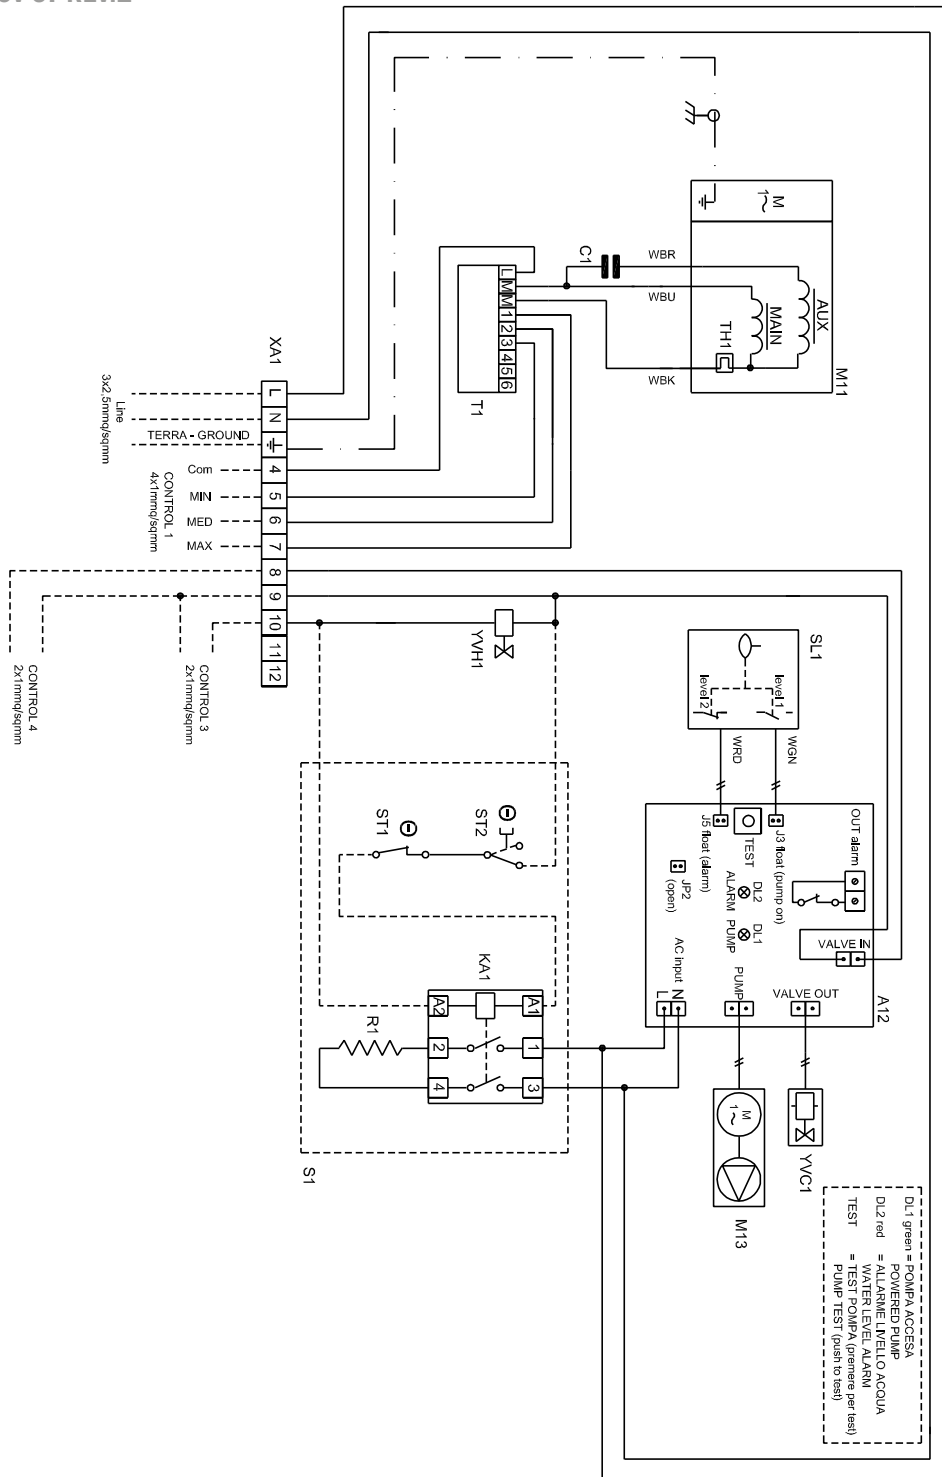 M
1~
AUX
MAIN
TH1
M11
WBR
WBU
WBK
C1
L
M
M
1
2
3
4
5
6
T1
XA1
L
N
4
5
6
7
8
9
10
11
12
Line
3x2,5mmq/sqmm
TERRA - GROUND
Com
MIN
MED
MAX
CONTROL 1
4x1mmq/sqmm
CONTROL 3
2x1mmq/sqmm
CONTROL 4
2x1mmq/sqmm
YVH1
SL1
level 1
level 2
WRD
WGN
OUT alarm
J3 float (pump on)
TEST
J5 float (alarm)
JP2
(open)
DL2
ALARM
DL1
PUMP
VALVE IN
AC input
L
N
PUMP
VALVE OUT
A12
ST1
ST2
KA1
A2
A1
2
1
4
3
R1
S1
M
1~
M13
YVC1
DL1 green = POMPA ACCESA
POWERED PUMP
DL2 red = ALLARME LIVELLO ACQUA
WATER LEVEL ALARM
TEST = TEST POMPA (premere per test)
PUMP TEST (push to test)